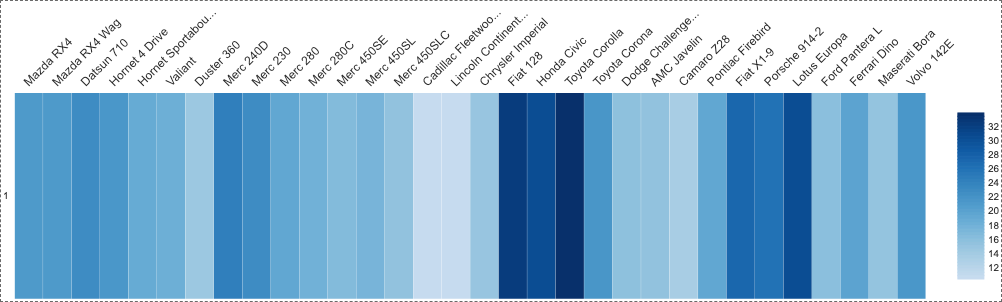 Mazda RX4
Mazda RX4 Wag
Datsun 710
Hornet 4 Drive
Hornet Sportabou...
Valiant
Duster 360
Merc 240D
Merc 230
Merc 280
Merc 280C
Merc 450SE
Merc 450SL
Merc 450SLC
Cadillac Fleetwoo...
Lincoln Continent...
Chrysler Imperial
Fiat 128
Honda Civic
Toyota Corolla
Toyota Corona
Dodge Challenge...
AMC Javelin
Camaro Z28
Pontiac Firebird
Fiat X1-9
Porsche 914-2
Lotus Europa
Ford Pantera L
Ferrari Dino
Maserati Bora
Volvo 142E
1
32
30
28
26
24
22
20
18
16
14
12